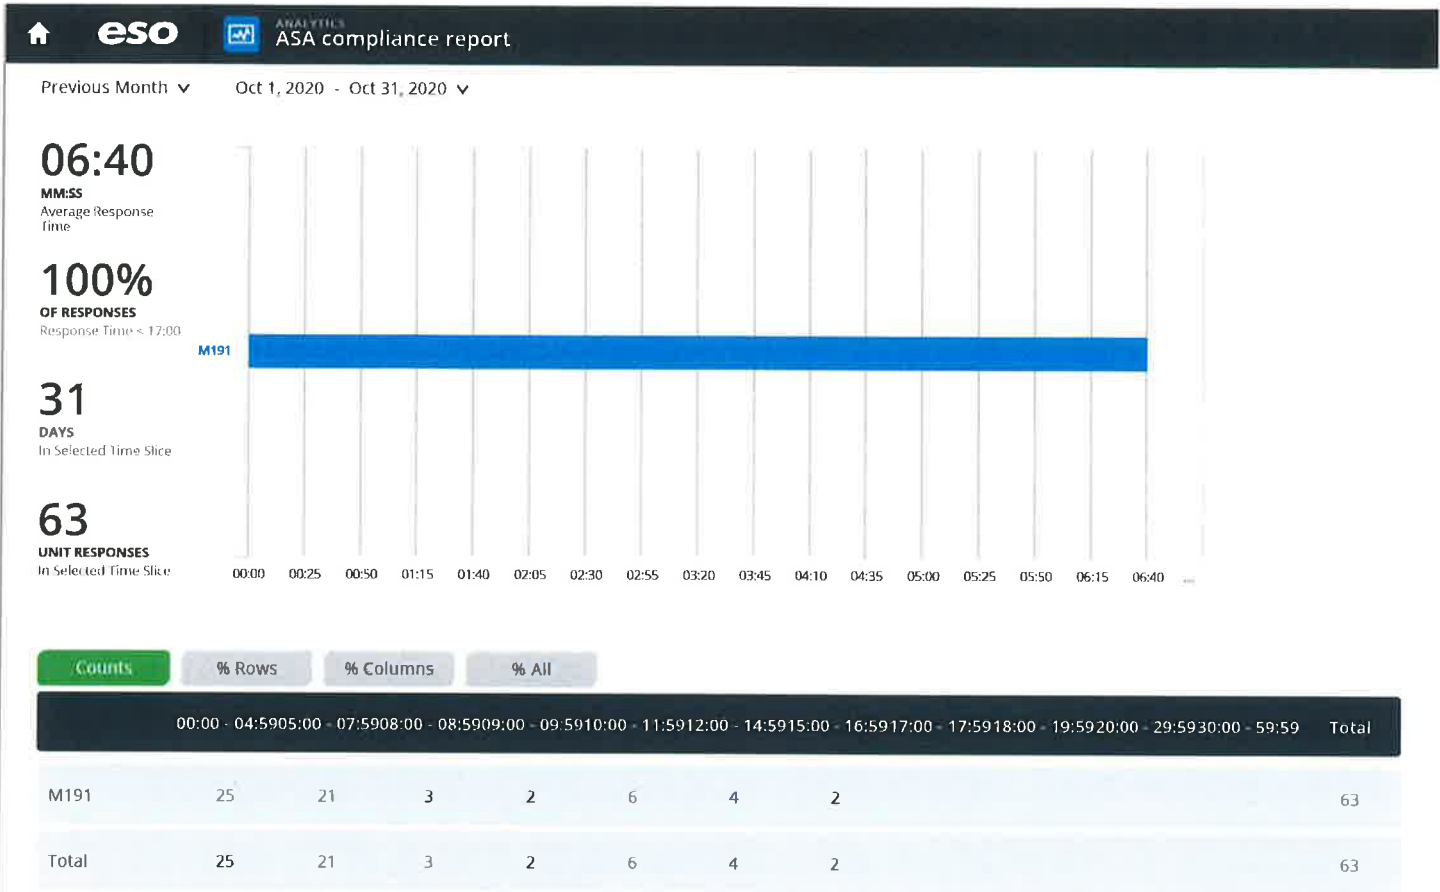 eso
ANALYTICS
ASA compliance report
Previous Month Oct 1, 2020 - Oct 31, 2020
06:40
MM:SS
Average Response
Time
100%
OF RESPONSES
Response Time < 17:00
M191
31
DAYS
In Selected Time Slice
63
UNIT RESPONSES
In Selected Time Slice
00:00 00:25 00:50 01:15 01:40 02:05 02:30 02:55 03:20 03:45 04:10 04:35 05:00 05:25 05:50 06:15 06:40 ...
Counts % Rows % Columns % All
00:00 - 04:5905:00 - 07:5908:00 - 08:5909:00 - 09:5910:00 - 11:5912:00 - 14:5915:00 - 16:5917:00 - 17:5918:00 - 19:5920:00 - 29:5930:00 - 59:59 Total
M191 25 21 3 2 6 4 2 63
Total 25 21 3 2 6 4 2 63